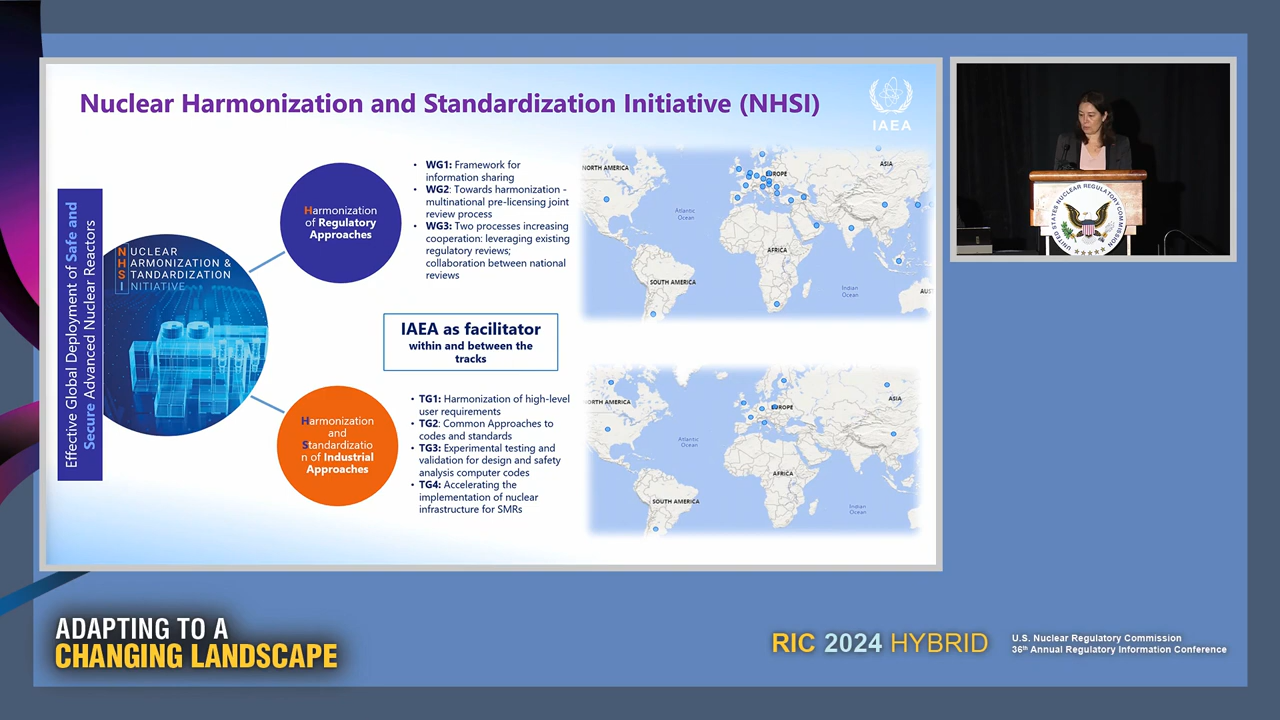 Nuclear Harmonization and Standardization Initiative (NHSI)
IAEA
Effective Global Deployment of Safe and
Secure Advanced Nuclear Reactors
NUCLEAR
HARMONIZATION &
STANDARDIZATION
INITIATIVE
Harmonization
of Regulatory
Approaches
• WG1: Framework for
information sharing
• WG2: Towards harmonization -
multinational pre-licensing joint
review process
• WG3: Two processes increasing
cooperation: leveraging existing
regulatory reviews;
collaboration between national
reviews
IAEA as facilitator
within and between the
tracks
Harmonization
and
Standardizatio
n of Industrial
Approaches
• TG1: Harmonization of high-level
user requirements
• TG2: Common Approaches to
codes and standards
• TG3: Experimental testing and
validation for design and safety
analysis computer codes
• TG4: Accelerating the
implementation of nuclear
infrastructure for SMRs
NORTH AMERICA
EUROPE
ASIA
Atlantic
Ocean
AFRICA
SOUTH AMERICA
Indian
Ocean
AUS
ORTH AMERICA
EUROPE
ASIA
Atlantic
Ocean
AFRICA
SOUTH AMERICA
Indian
Ocean
UNITED STATES NUCLEAR REGULATORY COMMISSION
ADAPTING TO A
CHANGING LANDSCAPE
RIC 2024 HYBRID
U.S. Nuclear Regulatory Commission
36th Annual Regulatory Information Conference